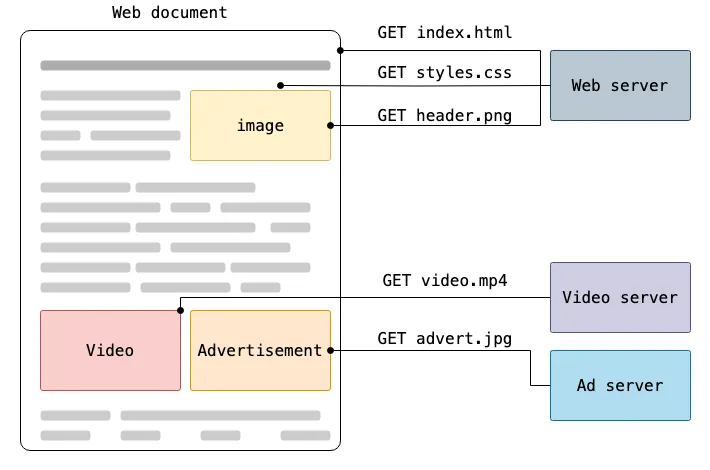 Web document
GET index.html
GET styles.css
Web server
image
GET header.png
GET video.mp4
Video server
GET advert.jpg
Video
Advertisement
Ad server